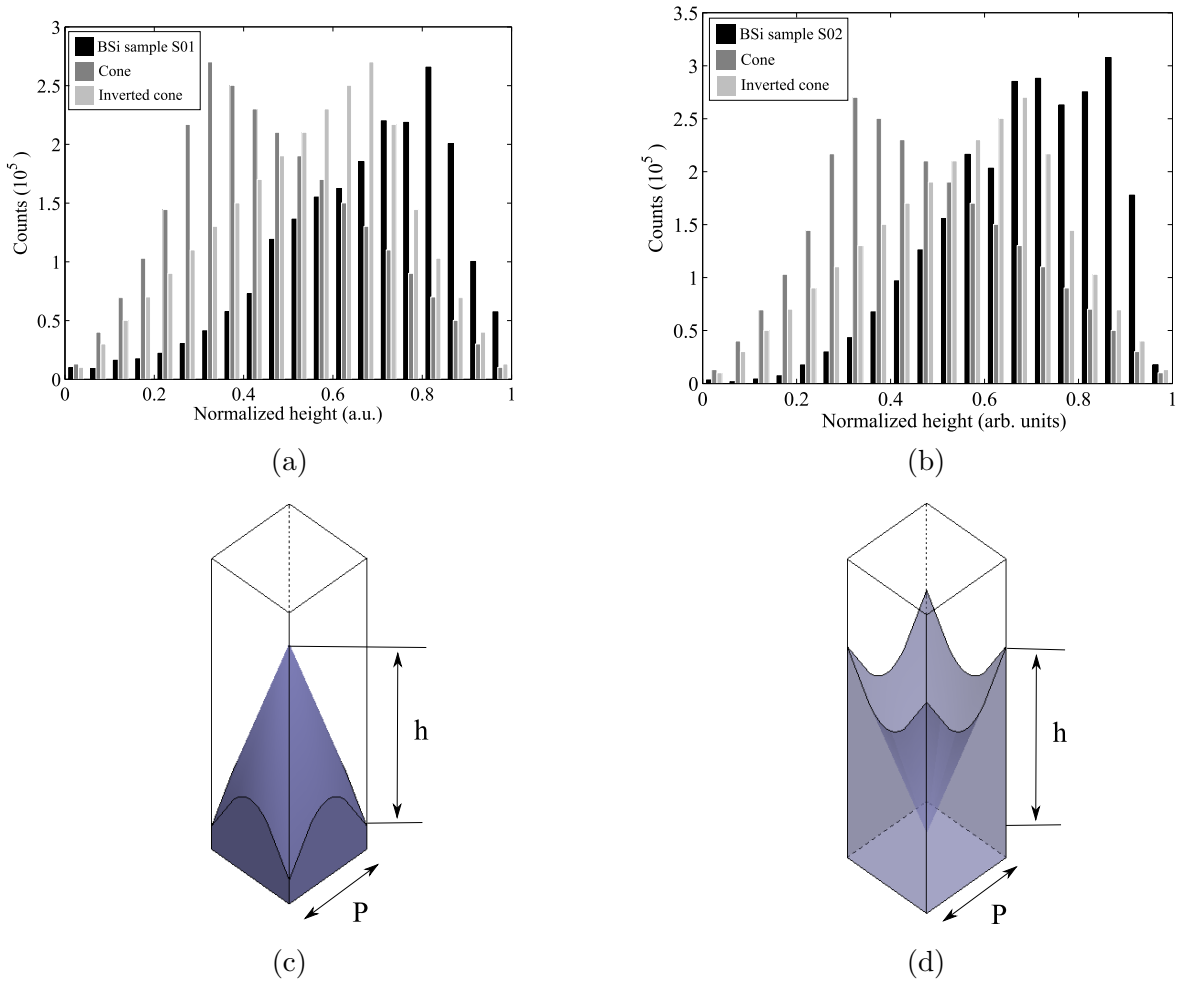 3
2.5
2
1.5
1
0.5
0
Counts (10^5 )
BSi sample S01
Cone
Inverted cone
0 0.2 0.4 0.6 0.8 1
Normalized height (a.u.)
(a)
3.5
3
2.5
2
1.5
1
0.5
0
Counts (10^5 )
BSi sample S02
Cone
Inverted cone
0 0.2 0.4 0.6 0.8 1
Normalized height (arb. units)
(b)
h
P
(c)
h
P
(d)